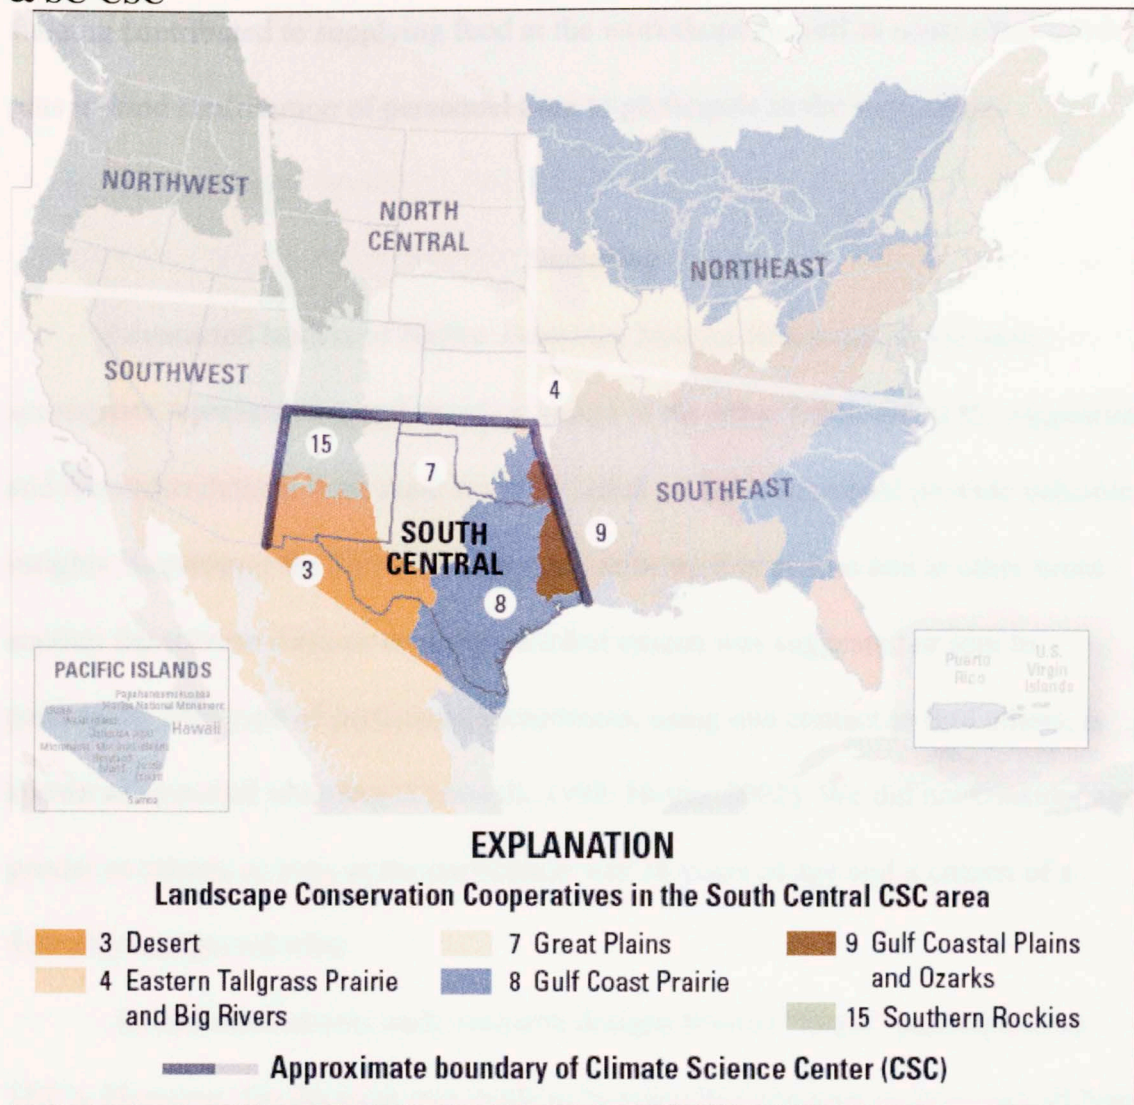 & SC-CSC
NORTHWEST
NORTH
CENTRAL
NORTHEAST
SOUTHWEST
4
15
7
SOUTH
CENTRAL
SOUTHEAST
9
3
8
PACIFIC ISLANDS
Hawaii
Samoa
Puerto
Rico
U.S.
Virgin
Islands
EXPLANATION
Landscape Conservation Cooperatives in the South Central CSC area
3 Desert
4 Eastern Tallgrass Prairie
and Big Rivers
7 Great Plains
8 Gulf Coast Prairie
9 Gulf Coastal Plains
and Ozarks
15 Southern Rockies
Approximate boundary of Climate Science Center (CSC)